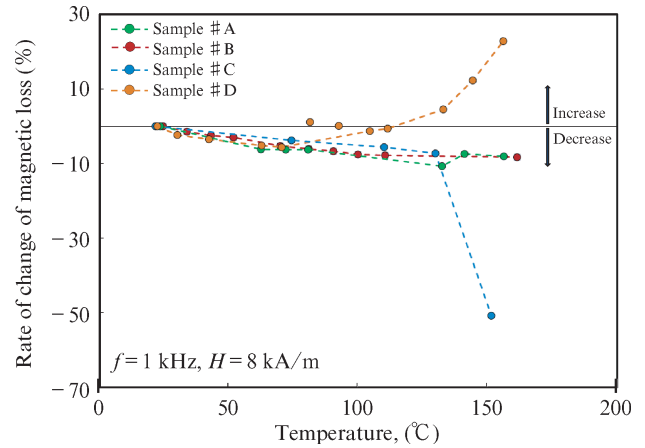 Rate of change of magnetic loss (%)
30
10
−10
−30
−50
−70
Sample ♯A
Sample ♯B
Sample ♯C
Sample ♯D
Increase
Decrease
f=1 kHz, H=8 kA/m
0
50
100
150
200
Temperature, (℃)